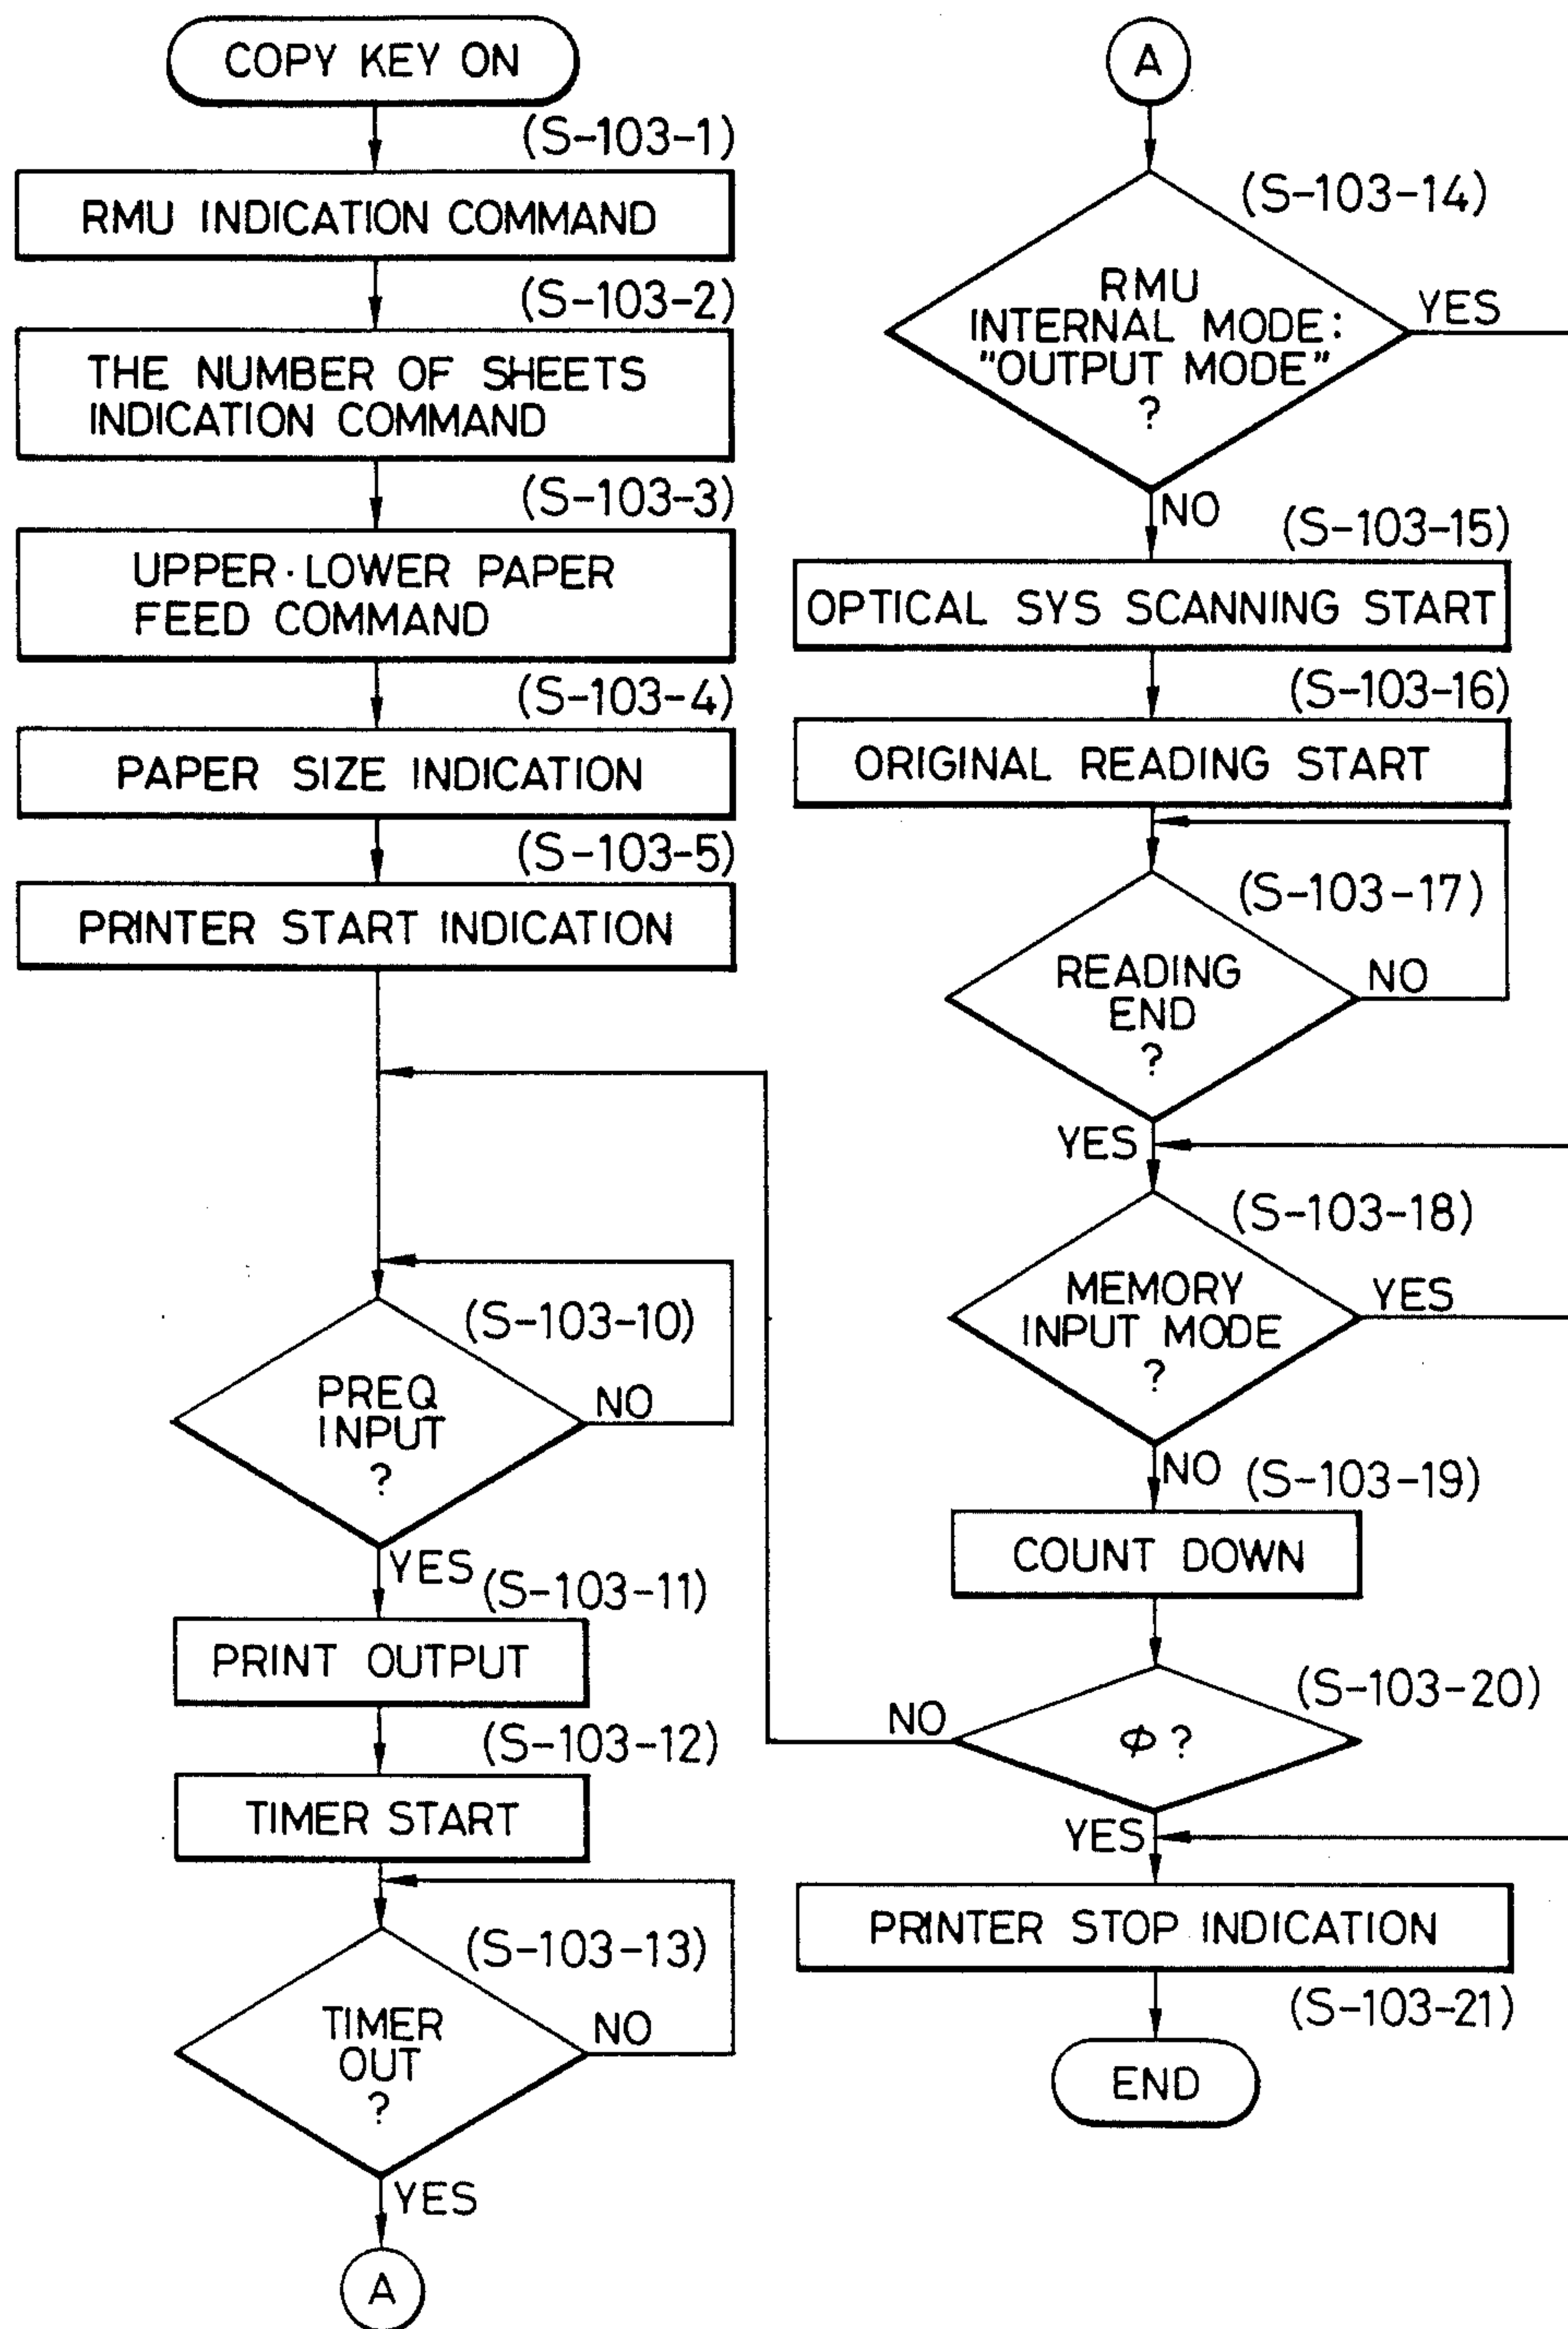 COPY KEY ON
(S-103-1)
RMU INDICATION COMMAND
(S-103-2)
THE NUMBER OF SHEETS
INDICATION COMMAND
(S-103-3)
UPPER·LOWER PAPER
FEED COMMAND
(S-103-4)
PAPER SIZE INDICATION
(S-103-5)
PRINTER START INDICATION
(S-103-10)
PREQ
INPUT
?
NO
YES
(S-103-11)
PRINT OUTPUT
(S-103-12)
TIMER START
(S-103-13)
TIMER
OUT
?
NO
YES
A
A
(S-103-14)
RMU
INTERNAL MODE:
"OUTPUT MODE"
?
YES
NO
(S-103-15)
OPTICAL SYS SCANNING START
(S-103-16)
ORIGINAL READING START
(S-103-17)
READING
END
?
NO
YES
(S-103-18)
MEMORY
INPUT MODE
?
YES
NO
(S-103-19)
COUNT DOWN
(S-103-20)
NO
Φ?
YES
PRINTER STOP INDICATION
(S-103-21)
END